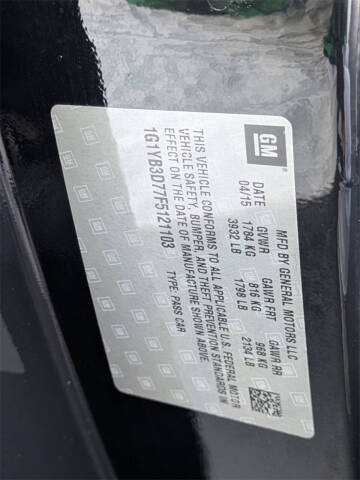 GM
MFD BY GENERAL MOTORS LLC
DATE GVWR GAWR FRT GAWR RR
04/15 1784 KG 816 KG 968 KG
3932 LB 1798 LB 2134 LB
THIS VEHICLE CONFORMS TO ALL APPLICABLE U.S. FEDERAL MOTOR
VEHICLE SAFETY, BUMPER, AND THEFT PREVENTION STANDARDS IN
EFFECT ON THE DATE OF MANUFACTURE SHOWN ABOVE.
1G1YB3D77F5121103 TYPE: PASS CAR